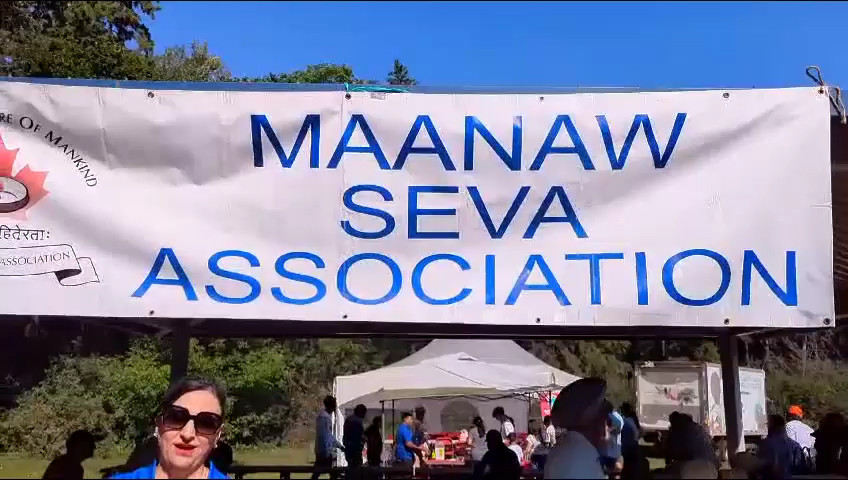 RE OF MANKIND
MAANAW
SEVA
ASSOCIATION
हितेरताः
ASSOCIATION